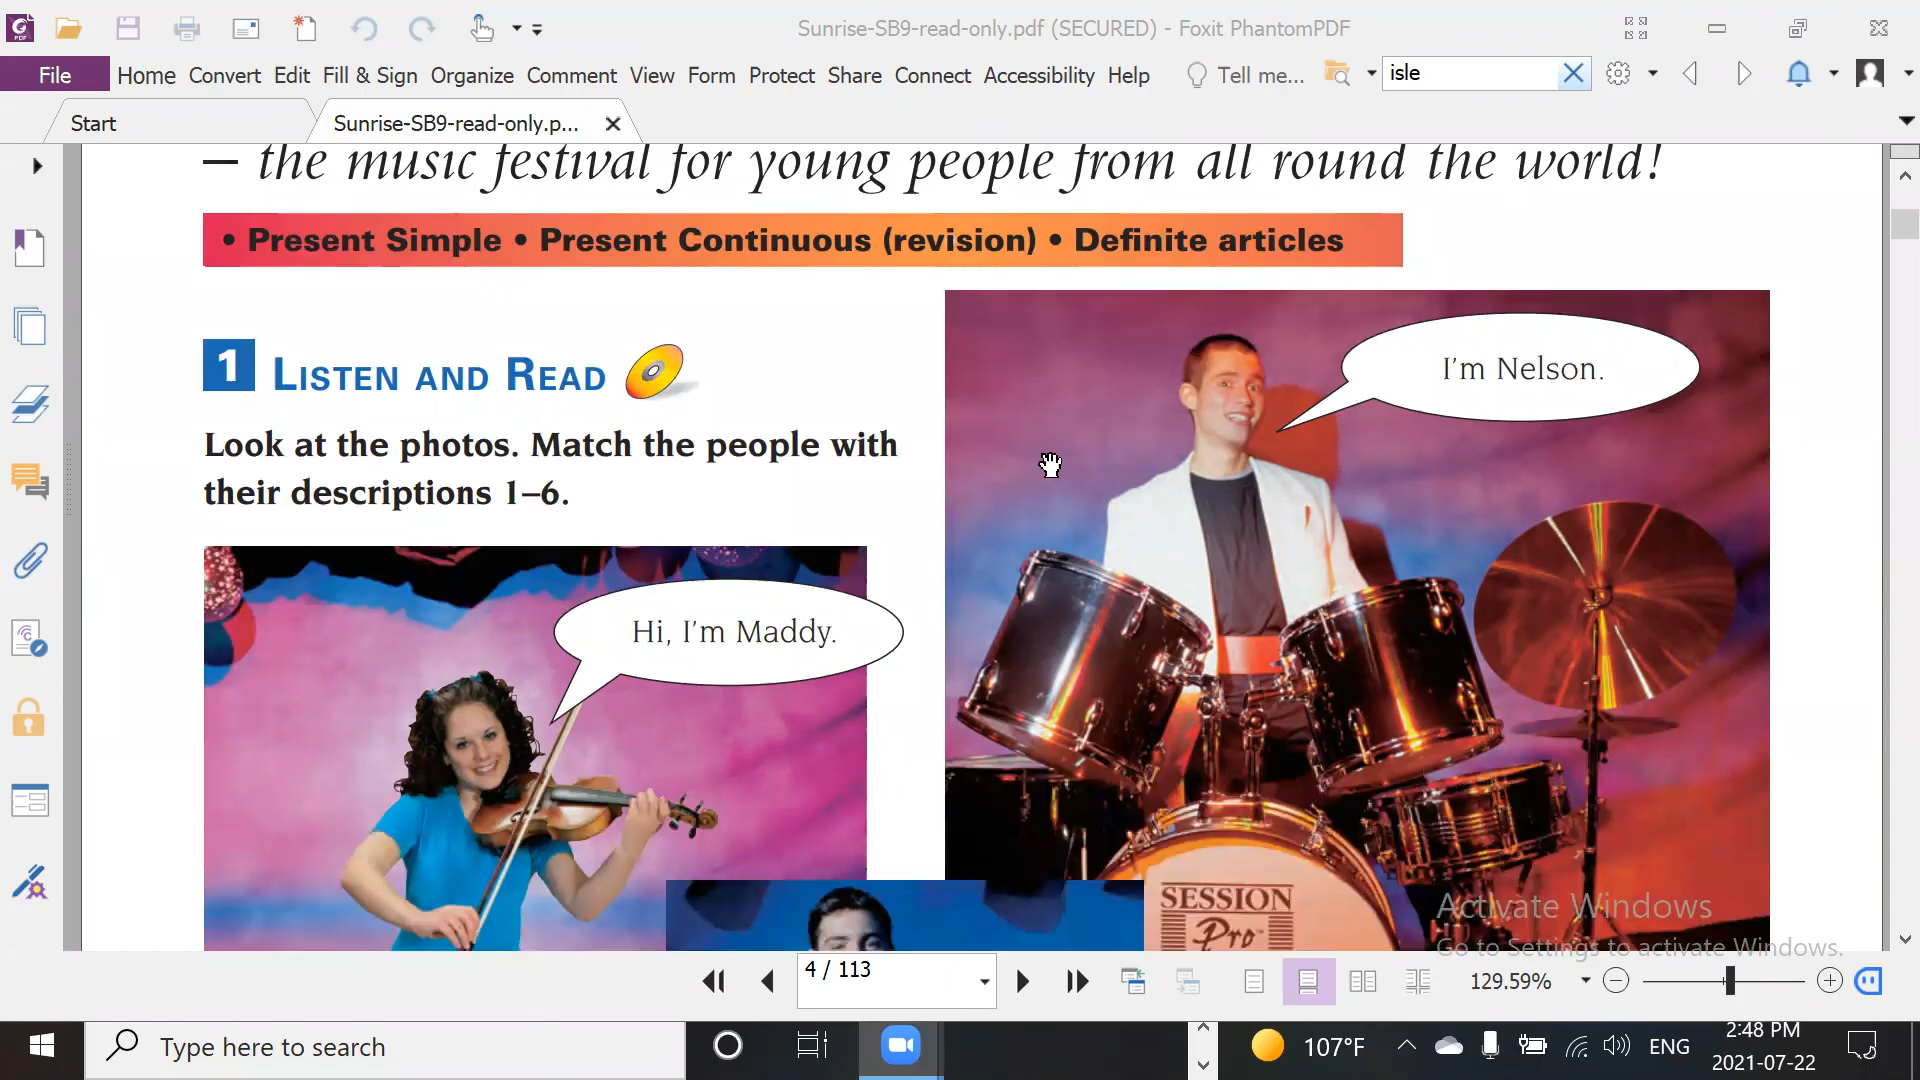 Sunrise-SB9-read-only.pdf (SECURED) - Foxit PhantomPDF
File Home Convert Edit Fill & Sign Organize Comment View Form Protect Share Connect Accessibility Help Tell me... isle
Start Sunrise-SB9-read-only.p...
– the music festival for young people from all round the world!
• Present Simple • Present Continuous (revision) • Definite articles
1 LISTEN AND READ
Look at the photos. Match the people with
their descriptions 1–6.
I'm Nelson.
Hi, I'm Maddy.
SESSION
Pro™
Activate Windows
Go to Settings to activate Windows.
4 / 113
129.59%
Type here to search
107°F
ENG
2:48 PM
2021-07-22